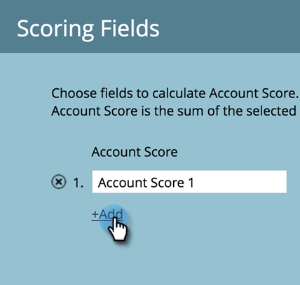 Scoring Fields
Choose fields to calculate Account Score.
Account Score is the sum of the selected
Account Score
1. Account Score 1
+Add